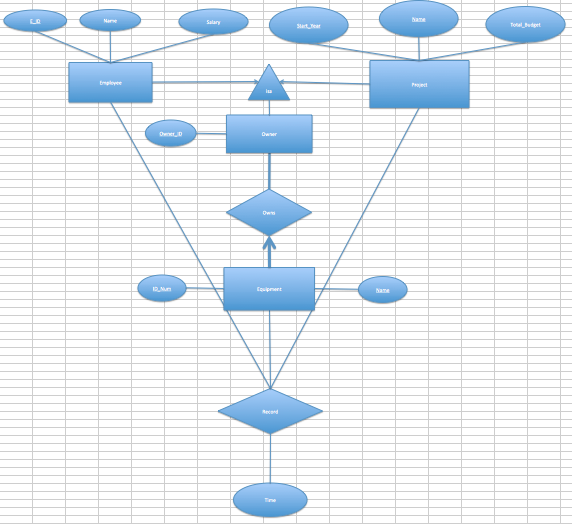 E_ID
Name
Salary
Start_Year
Name
Total_Budget
Employee
Project
Isa
Owner_ID
Owner
Owns
ID_Num
Equipment
Name
Record
Time